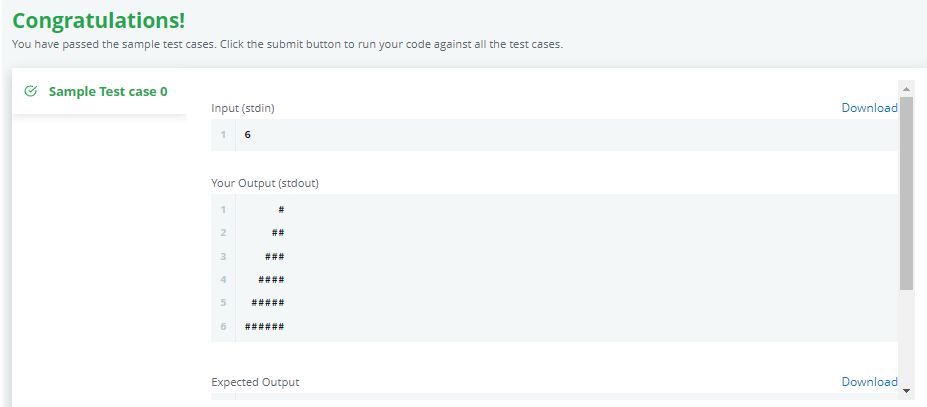 Congratulations!
You have passed the sample test cases. Click the submit button to run your code against all the test cases.
Sample Test case 0
Input (stdin) Download
1 6
Your Output (stdout)
1      #
2     ##
3    ###
4   ####
5  #####
6 ######
Expected Output Download